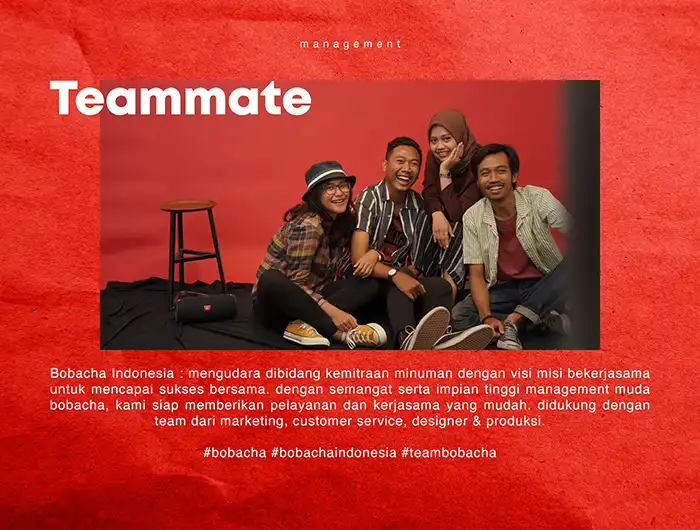 management
Teammate
Bobacha Indonesia : mengudara dibidang kemitraan minuman dengan visi misi bekerjasama
untuk mencapai sukses bersama. dengan semangat serta impian tinggi management muda
bobacha, kami siap memberikan pelayanan dan kerjasama yang mudah. didukung dengan
team dari marketing, customer service, designer & produksi.
#bobacha #bobachaindonesia #teambobacha